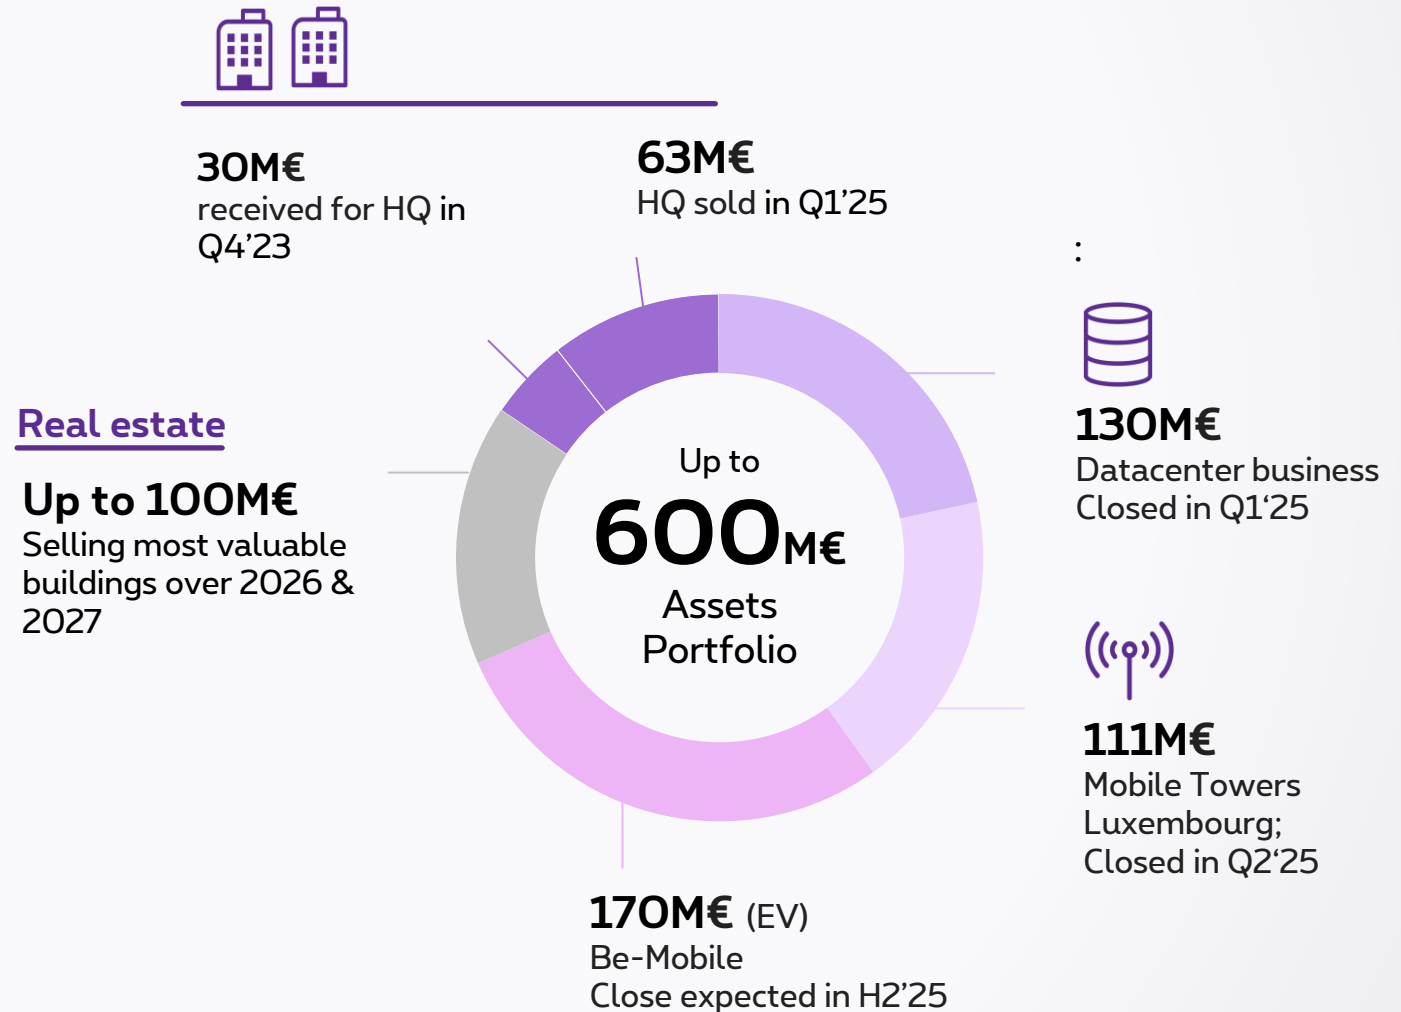 30M€
received for HQ in
Q4’23
63M€
HQ sold in Q1’25
:
130M€
Datacenter business
Closed in Q1‘25
Real estate
Up to 100M€
Selling most valuable
buildings over 2026 &
2027
Up to
600M€
Assets
Portfolio
111M€
Mobile Towers
Luxembourg;
Closed in Q2‘25
170M€ (EV)
Be-Mobile
Close expected in H2’25